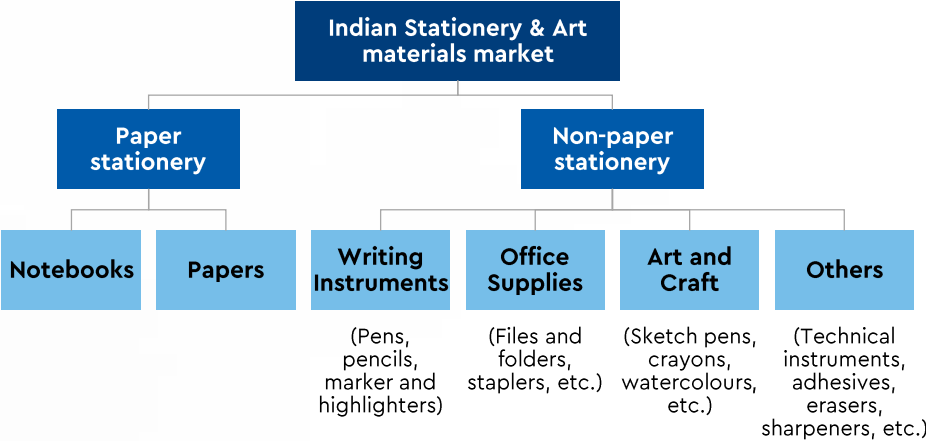 Indian Stationery & Art
materials market
Paper
stationery
Non-paper
stationery
Notebooks
Papers
Writing
Instruments
Office
Supplies
Art and
Craft
Others
(Pens,
pencils,
marker and
highlighters)
(Files and
folders,
staplers, etc.)
(Sketch pens,
crayons,
watercolours,
etc.)
(Technical
instruments,
adhesives,
erasers,
sharpeners, etc.)